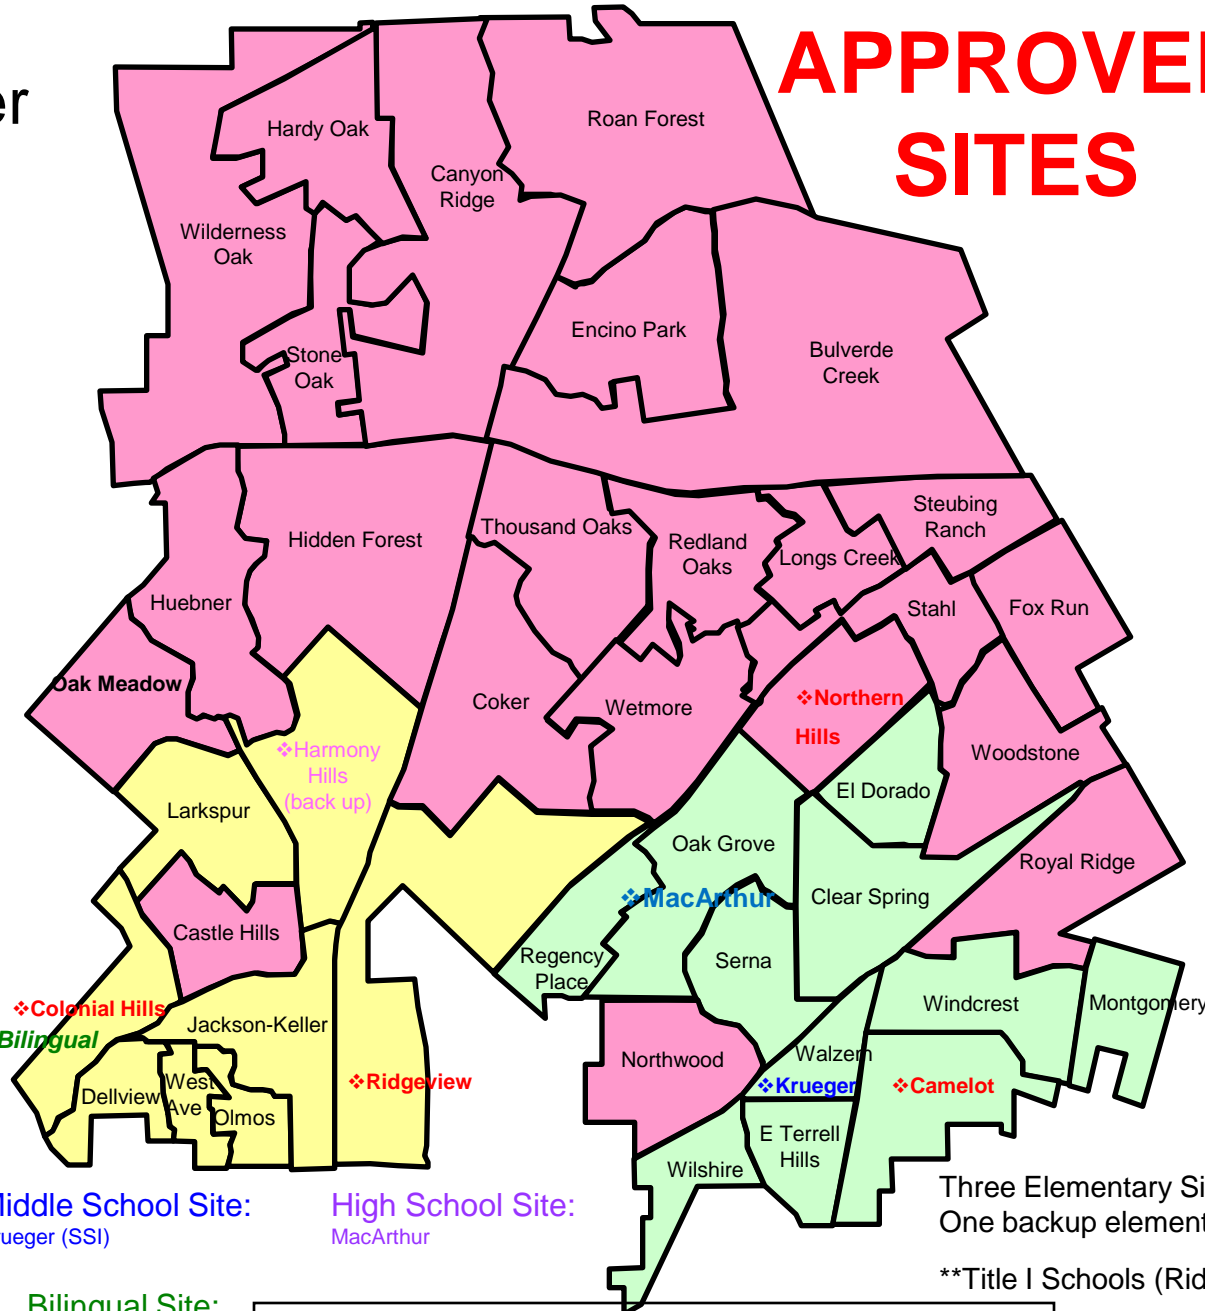 er
APPROVE
SITES
Roan Forest
Hardy Oak
Canyon
Ridge
Wilderness
Oak
Encino Park
Bulverde
Creek
Stone
Oak
Steubing
Ranch
Thousand Oaks
Hidden Forest
Redland
Oaks
Longs Creek
Huebner
Stahl
Fox Run
Oak Meadow
Coker
Wetmore
❖Northern
Hills
❖Harmony
Hills
(back up)
Woodstone
El Dorado
Larkspur
Oak Grove
Royal Ridge
❖MacArthur
Clear Spring
Castle Hills
Regency
Place
Serna
❖Colonial Hills
Bilingual
Jackson-Keller
Windcrest
Montgomery
Northwood
Walzem
❖Krueger
❖Camelot
❖Ridgeview
Dellview
West
Ave
Olmos
E Terrell
Hills
Wilshire
Middle School Site:
rueger (SSI)
High School Site:
MacArthur
Three Elementary Si
One backup element
**Title I Schools (Rid
Bilingual Site: